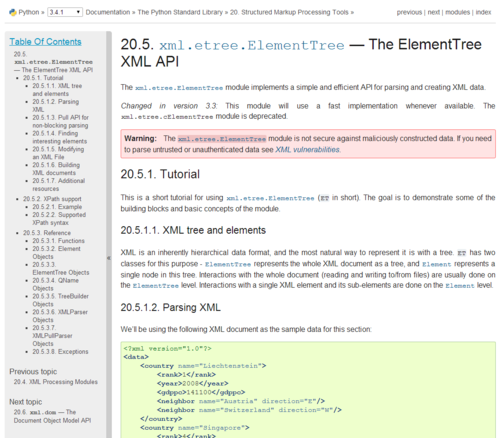 Python » 3.4.1 Documentation » The Python Standard Library » 20. Structured Markup Processing Tools »
previous | next | modules | index
Table Of Contents
20.5.
xml.etree.ElementTree
— The ElementTree XML API
20.5.1. Tutorial
20.5.1.1. XML tree
and elements
20.5.1.2. Parsing
XML
20.5.1.3. Pull API for
non-blocking parsing
20.5.1.4. Finding
interesting elements
20.5.1.5. Modifying
an XML File
20.5.1.6. Building
XML documents
20.5.1.7. Additional
resources
20.5.2. XPath support
20.5.2.1. Example
20.5.2.2. Supported
XPath syntax
20.5.3. Reference
20.5.3.1. Functions
20.5.3.2. Element
Objects
20.5.3.3.
ElementTree Objects
20.5.3.4. QName
Objects
20.5.3.5. TreeBuilder
Objects
20.5.3.6. XMLParser
Objects
20.5.3.7.
XMLPullParser
Objects
20.5.3.8. Exceptions
Previous topic
20.4. XML Processing Modules
Next topic
20.6. xml.dom — The
Document Object Model API
20.5. xml.etree.ElementTree — The ElementTree
XML API
The xml.etree.ElementTree module implements a simple and efficient API for parsing and creating XML data.
Changed in version 3.3: This module will use a fast implementation whenever available. The
xml.etree.cElementTree module is deprecated.
Warning: The xml.etree.ElementTree module is not secure against maliciously constructed data. If you need
to parse untrusted or unauthenticated data see XML vulnerabilities.
20.5.1. Tutorial
This is a short tutorial for using xml.etree.ElementTree (ET in short). The goal is to demonstrate some of the
building blocks and basic concepts of the module.
20.5.1.1. XML tree and elements
XML is an inherently hierarchical data format, and the most natural way to represent it is with a tree. ET has two
classes for this purpose - ElementTree represents the whole XML document as a tree, and Element represents a
single node in this tree. Interactions with the whole document (reading and writing to/from files) are usually done on
the ElementTree level. Interactions with a single XML element and its sub-elements are done on the Element level.
20.5.1.2. Parsing XML
We'll be using the following XML document as the sample data for this section:
<?xml version="1.0"?>
<data>
<country name="Liechtenstein">
<rank>1</rank>
<year>2008</year>
<gdppc>141100</gdppc>
<neighbor name="Austria" direction="E"/>
<neighbor name="Switzerland" direction="W"/>
</country>
<country name="Singapore">
<rank>4</rank>